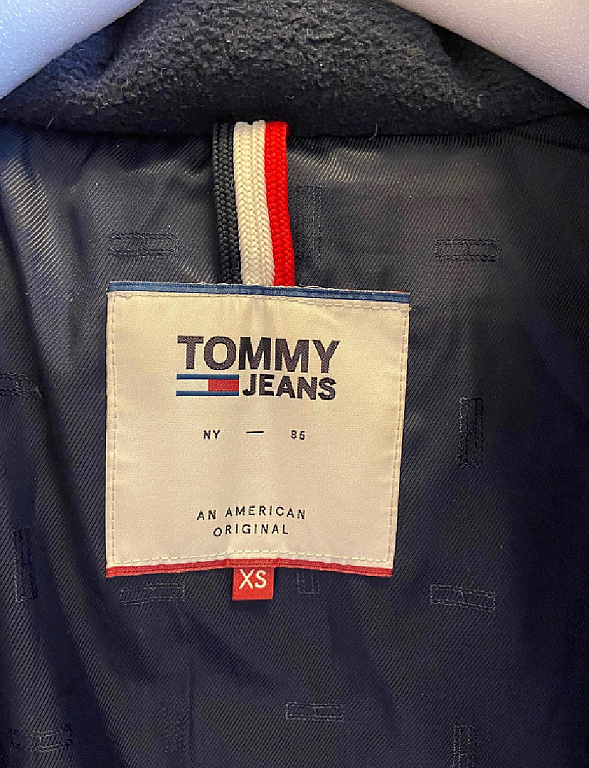 TOMMY
JEANS
NY — 85
AN AMERICAN
ORIGINAL
XS